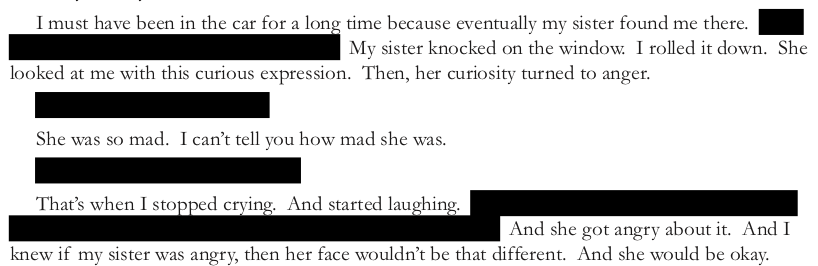 I must have been in the car for a long time because eventually my sister found me there.
My sister knocked on the window.  I rolled it down.  She
looked at me with this curious expression.  Then, her curiosity turned to anger.
She was so mad.  I can't tell you how mad she was.
That's when I stopped crying.  And started laughing.
And she got angry about it.  And I
knew if my sister was angry, then her face wouldn't be that different.  And she would be okay.